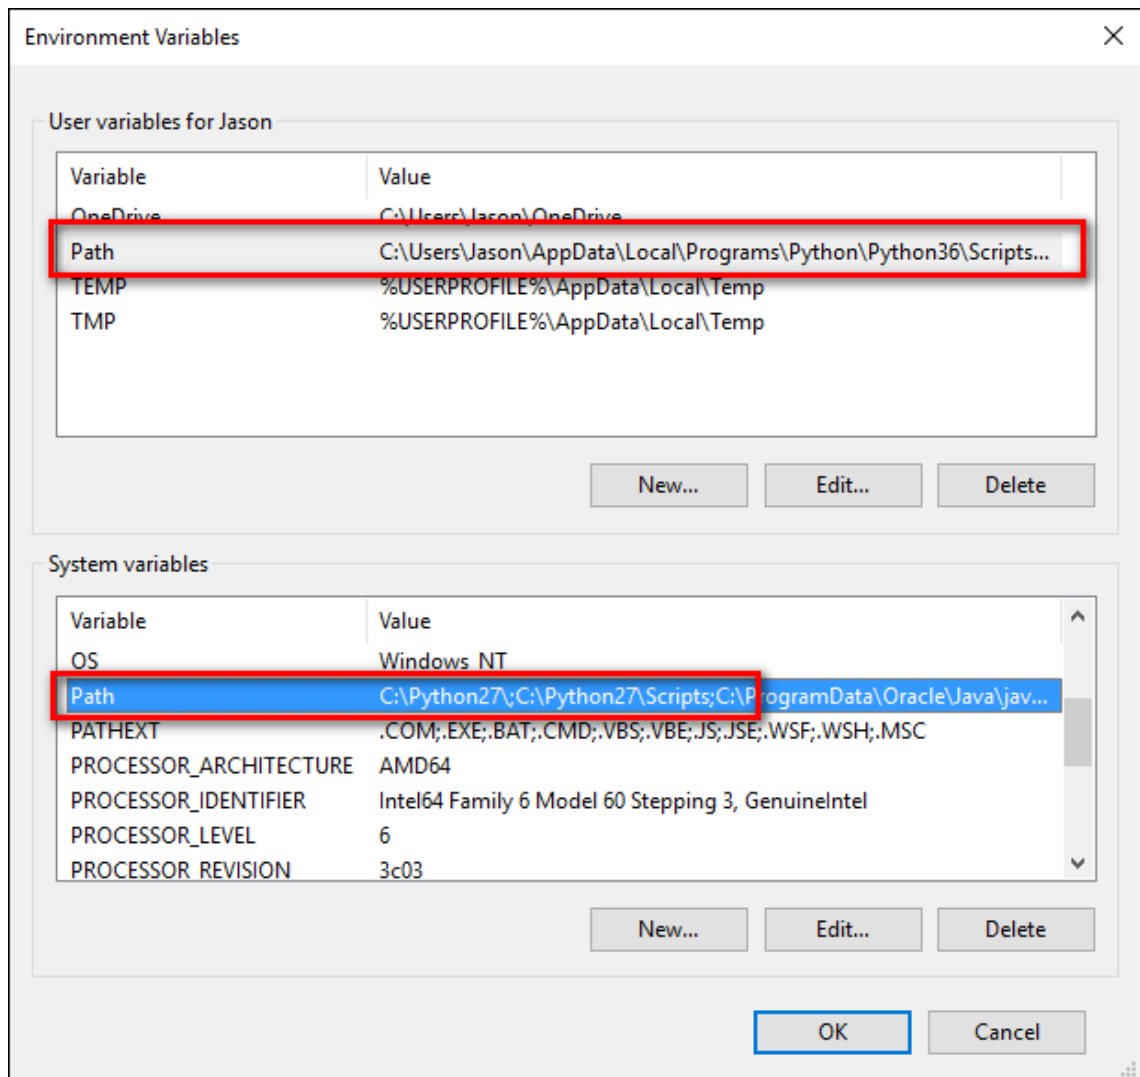 Environment Variables
User variables for Jason
Variable Value
OneDrive C:\Users\Jason\OneDrive
Path C:\Users\Jason\AppData\Local\Programs\Python\Python36\Scripts...
TEMP %USERPROFILE%\AppData\Local\Temp
TMP %USERPROFILE%\AppData\Local\Temp
New... Edit... Delete
System variables
Variable Value
OS Windows_NT
Path C:\Python27\;C:\Python27\Scripts;C:\ProgramData\Oracle\Java\jav...
PATHEXT .COM;.EXE;.BAT;.CMD;.VBS;.VBE;.JS;.JSE;.WSF;.WSH;.MSC
PROCESSOR_ARCHITECTURE AMD64
PROCESSOR_IDENTIFIER Intel64 Family 6 Model 60 Stepping 3, GenuineIntel
PROCESSOR_LEVEL 6
PROCESSOR_REVISION 3c03
New... Edit... Delete
OK Cancel